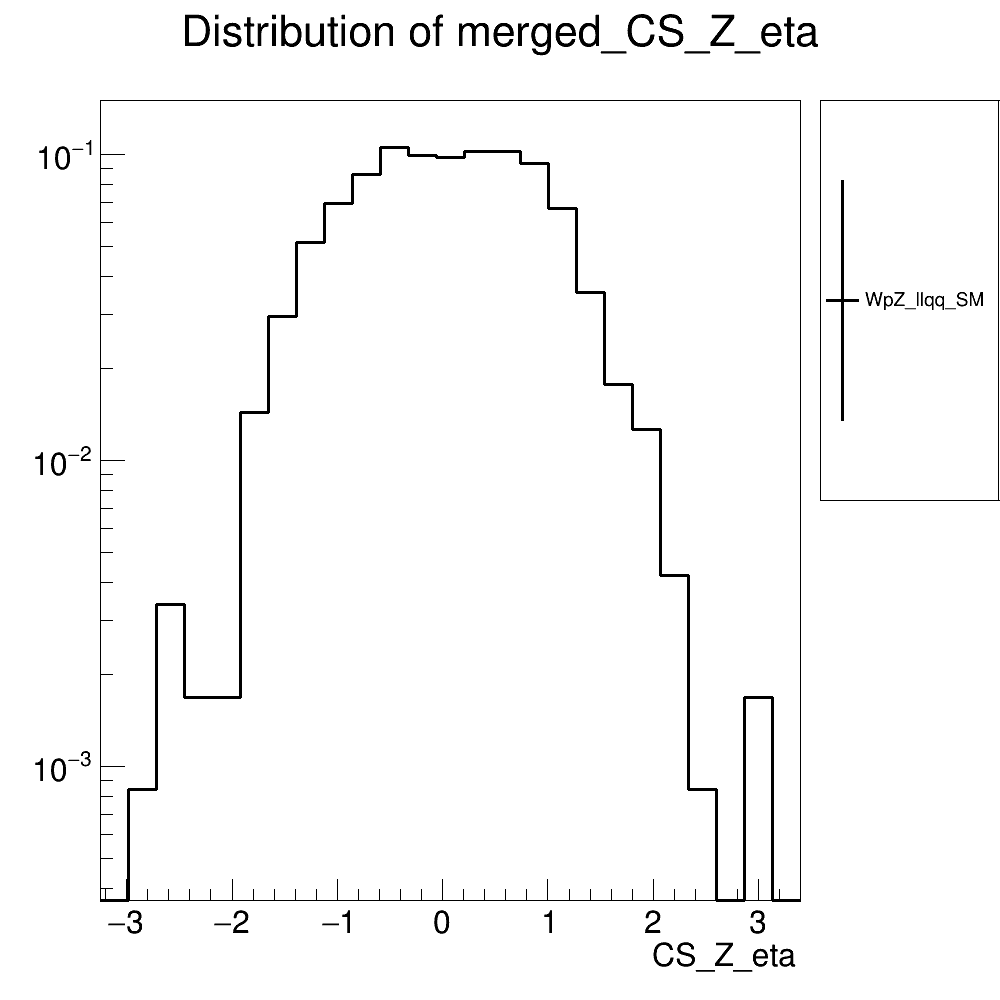 Distribution of merged_CS_Z_eta
10−1
10−2
10−3
−3 −2 −1 0 1 2 3
CS_Z_eta
WpZ_llqq_SM